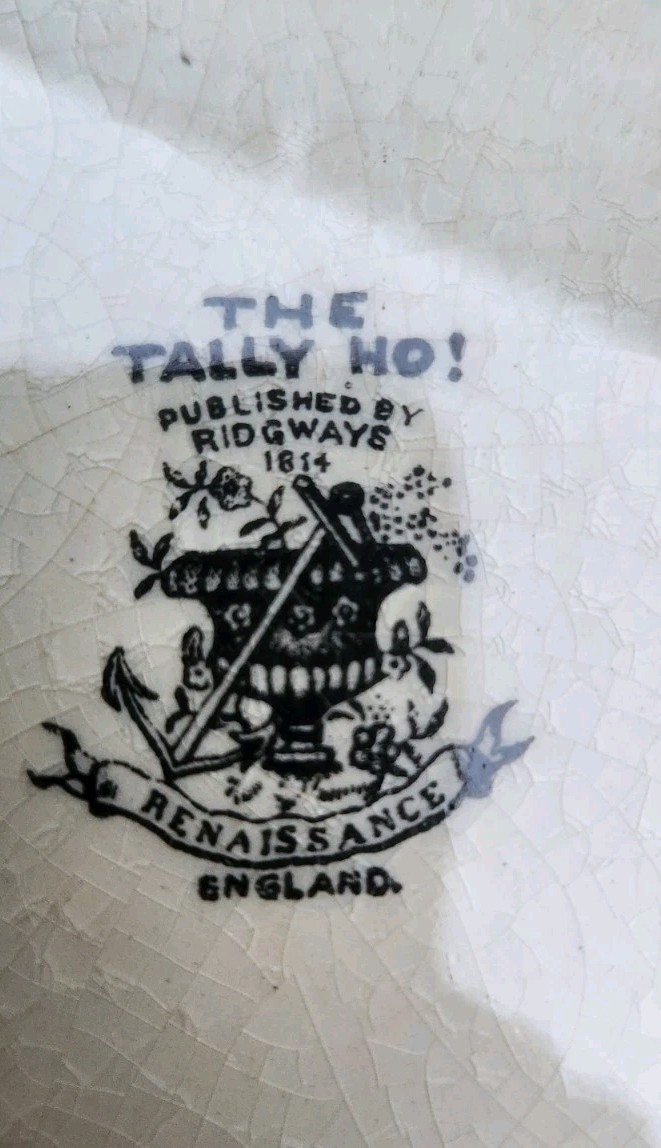 THE
TALLY HO!
PUBLISHED BY
RIDGWAYS
1814
RENAISSANCE
ENGLAND.